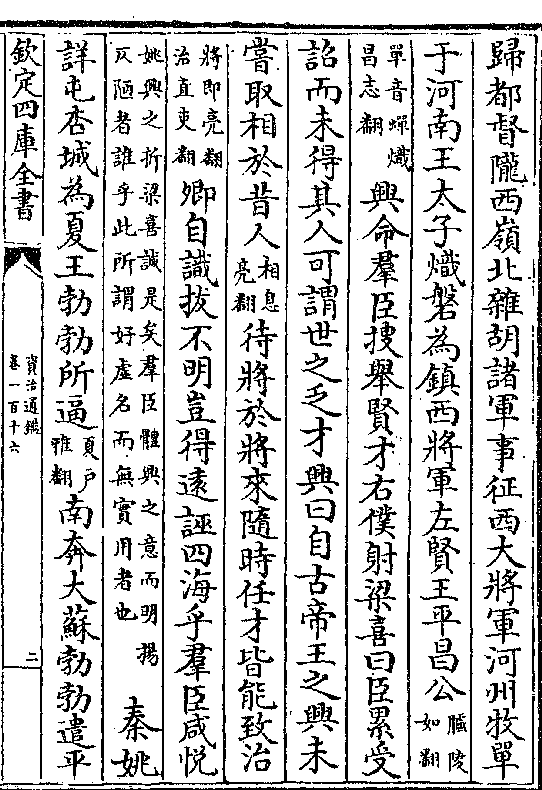 歸都督隴西嶺北雜胡諸軍事征西大將軍河州牧單
于河南王太子熾磐為鎮西將軍左賢王平昌公臓陵
如翻
單音蟬熾
昌志翻興命羣臣搜舉賢才右僕射梁喜曰臣累受
詔而未得其人可謂世之乏才興曰自古帝王之興未
嘗取相於昔人相息
亮翻待將於將來隨時任才皆能致治
將即亮翻
治直吏翻卿自識拔不明豈得遠誣四海乎羣臣咸悦
姚興之折梁喜誠是矣羣臣體興之意而明揚
仄陋者誰乎此所謂好虚名而無實用者也秦姚
詳屯杏城為夏王勃勃所逼夏户
雅翻南奔大蘇勃勃遣平
欽定四庫全書
資治通鑑
卷一百十六
二